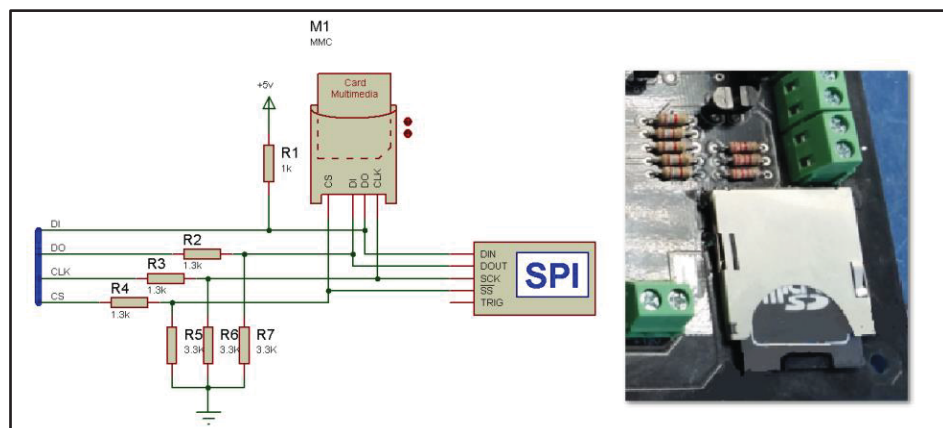 M1
MMC
Card
Multimedia
+5v
R1
1k
CS
DI
DO
CLK
DI
DO
R2
1.3k
CLK
R3
1.3k
CS
R4
1.3k
R5
3.3K
R6
3.3K
R7
3.3K
DIN
DOUT
SCK
SS
TRIG
SPI